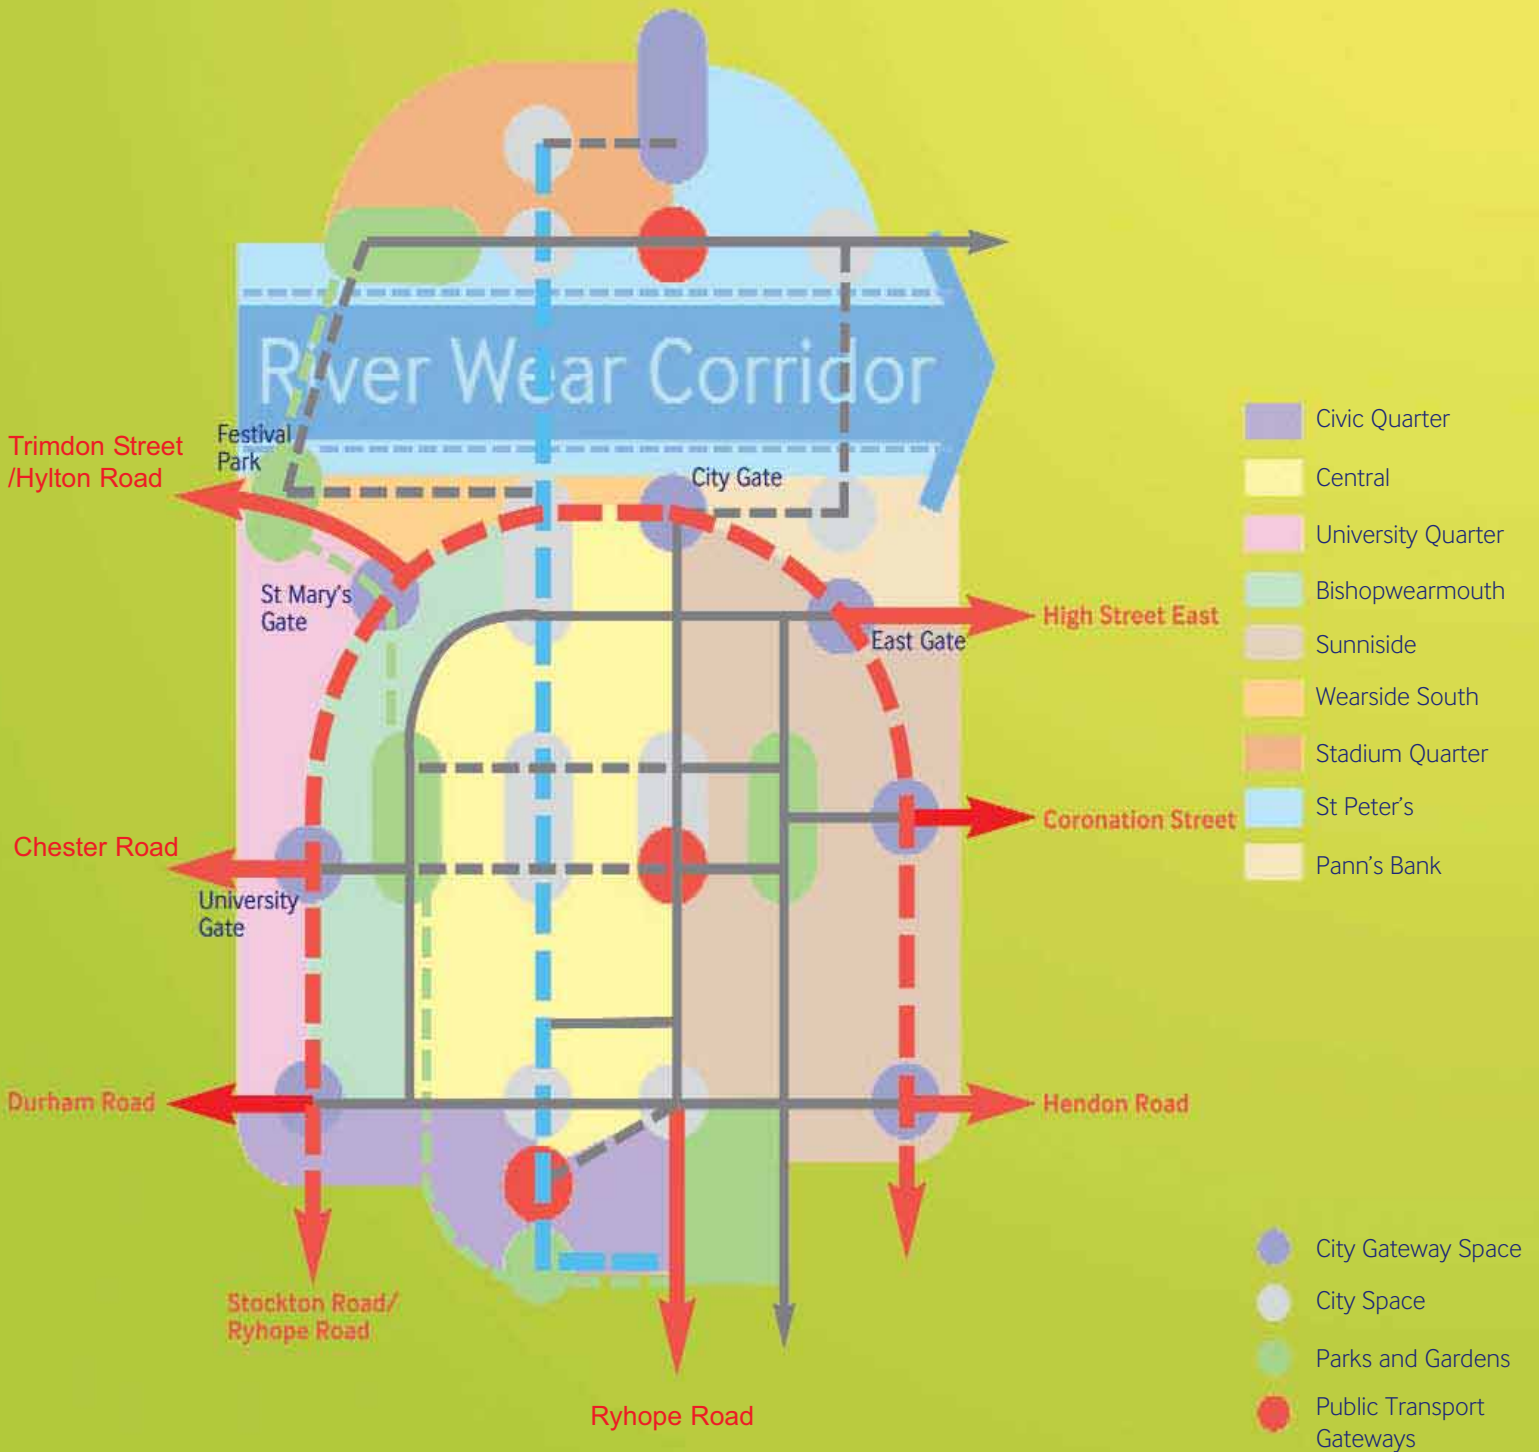 River Wear Corridor
Festival
Park
Trimdon Street
/Hylton Road
City Gate
St Mary's
Gate
High Street East
East Gate
Coronation Street
Chester Road
University
Gate
Durham Road
Hendon Road
Stockton Road/
Ryhope Road
Ryhope Road
Civic Quarter
Central
University Quarter
Bishopwearmouth
Sunniside
Wearside South
Stadium Quarter
St Peter's
Pann's Bank
City Gateway Space
City Space
Parks and Gardens
Public Transport
Gateways